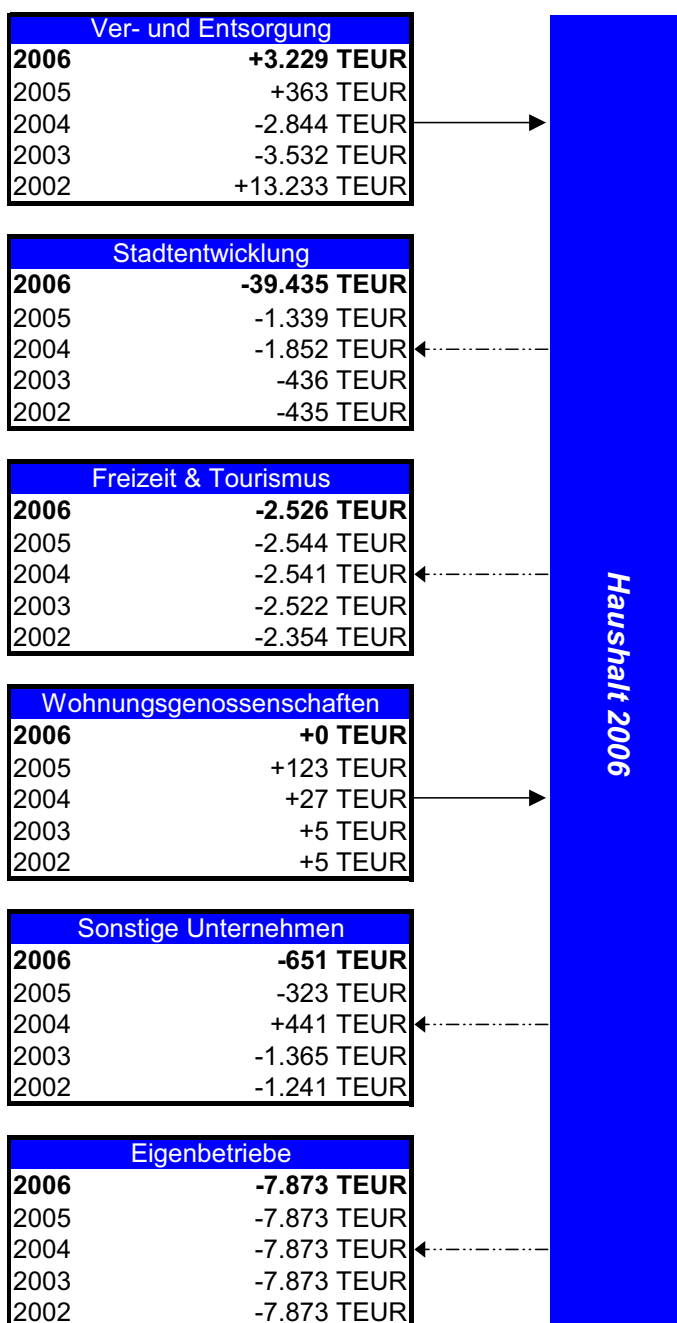 Ver- und Entsorgung
2006 +3.229 TEUR
2005 +363 TEUR
2004 -2.844 TEUR
2003 -3.532 TEUR
2002 +13.233 TEUR
Stadtentwicklung
2006 -39.435 TEUR
2005 -1.339 TEUR
2004 -1.852 TEUR
2003 -436 TEUR
2002 -435 TEUR
Freizeit & Tourismus
2006 -2.526 TEUR
2005 -2.544 TEUR
2004 -2.541 TEUR
2003 -2.522 TEUR
2002 -2.354 TEUR
Wohnungsgenossenschaften
2006 +0 TEUR
2005 +123 TEUR
2004 +27 TEUR
2003 +5 TEUR
2002 +5 TEUR
Sonstige Unternehmen
2006 -651 TEUR
2005 -323 TEUR
2004 +441 TEUR
2003 -1.365 TEUR
2002 -1.241 TEUR
Eigenbetriebe
2006 -7.873 TEUR
2005 -7.873 TEUR
2004 -7.873 TEUR
2003 -7.873 TEUR
2002 -7.873 TEUR
Haushalt 2006